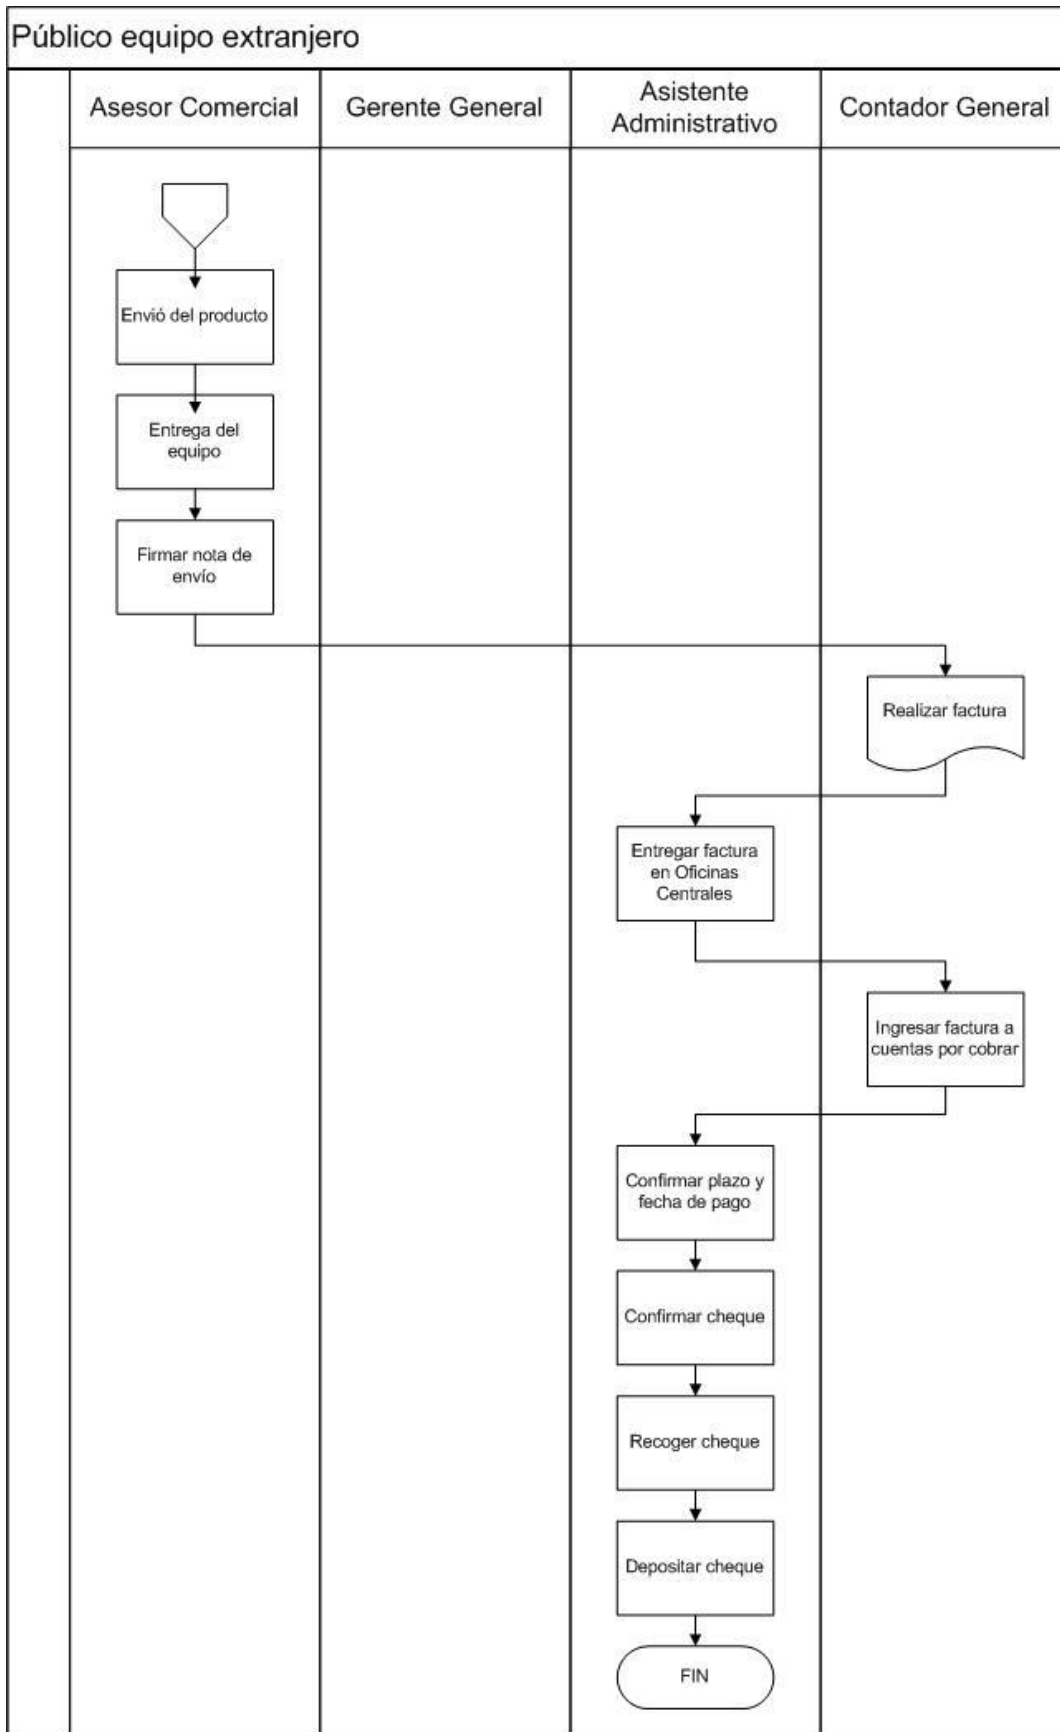 Público equipo extranjero
Asesor Comercial
Gerente General
Asistente
Administrativo
Contador General
Envió del producto
Entrega del
equipo
Firmar nota de
envío
Realizar factura
Entregar factura
en Oficinas
Centrales
Ingresar factura a
cuentas por cobrar
Confirmar plazo y
fecha de pago
Confirmar cheque
Recoger cheque
Depositar cheque
FIN